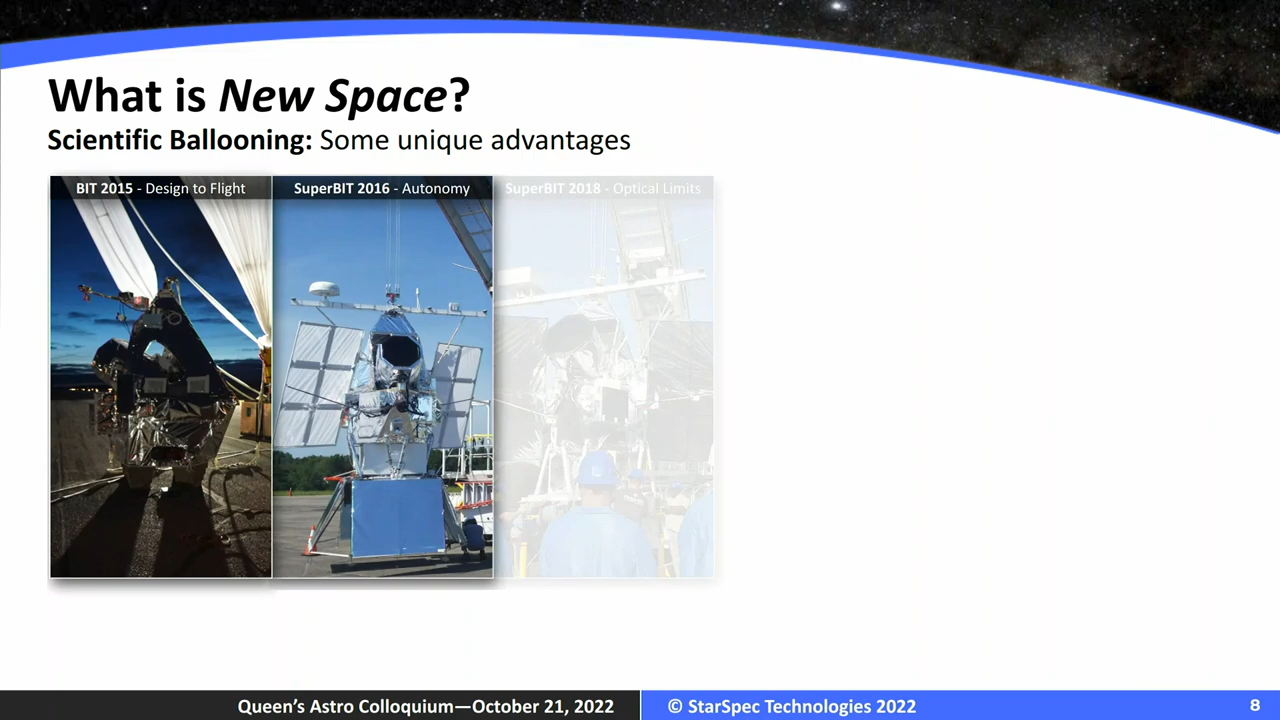 What is New Space?
Scientific Ballooning: Some unique advantages
BIT 2015 - Design to Flight
SuperBIT 2016 - Autonomy
SuperBIT 2018 - Optical Limits
Queen’s Astro Colloquium—October 21, 2022
© StarSpec Technologies 2022
8